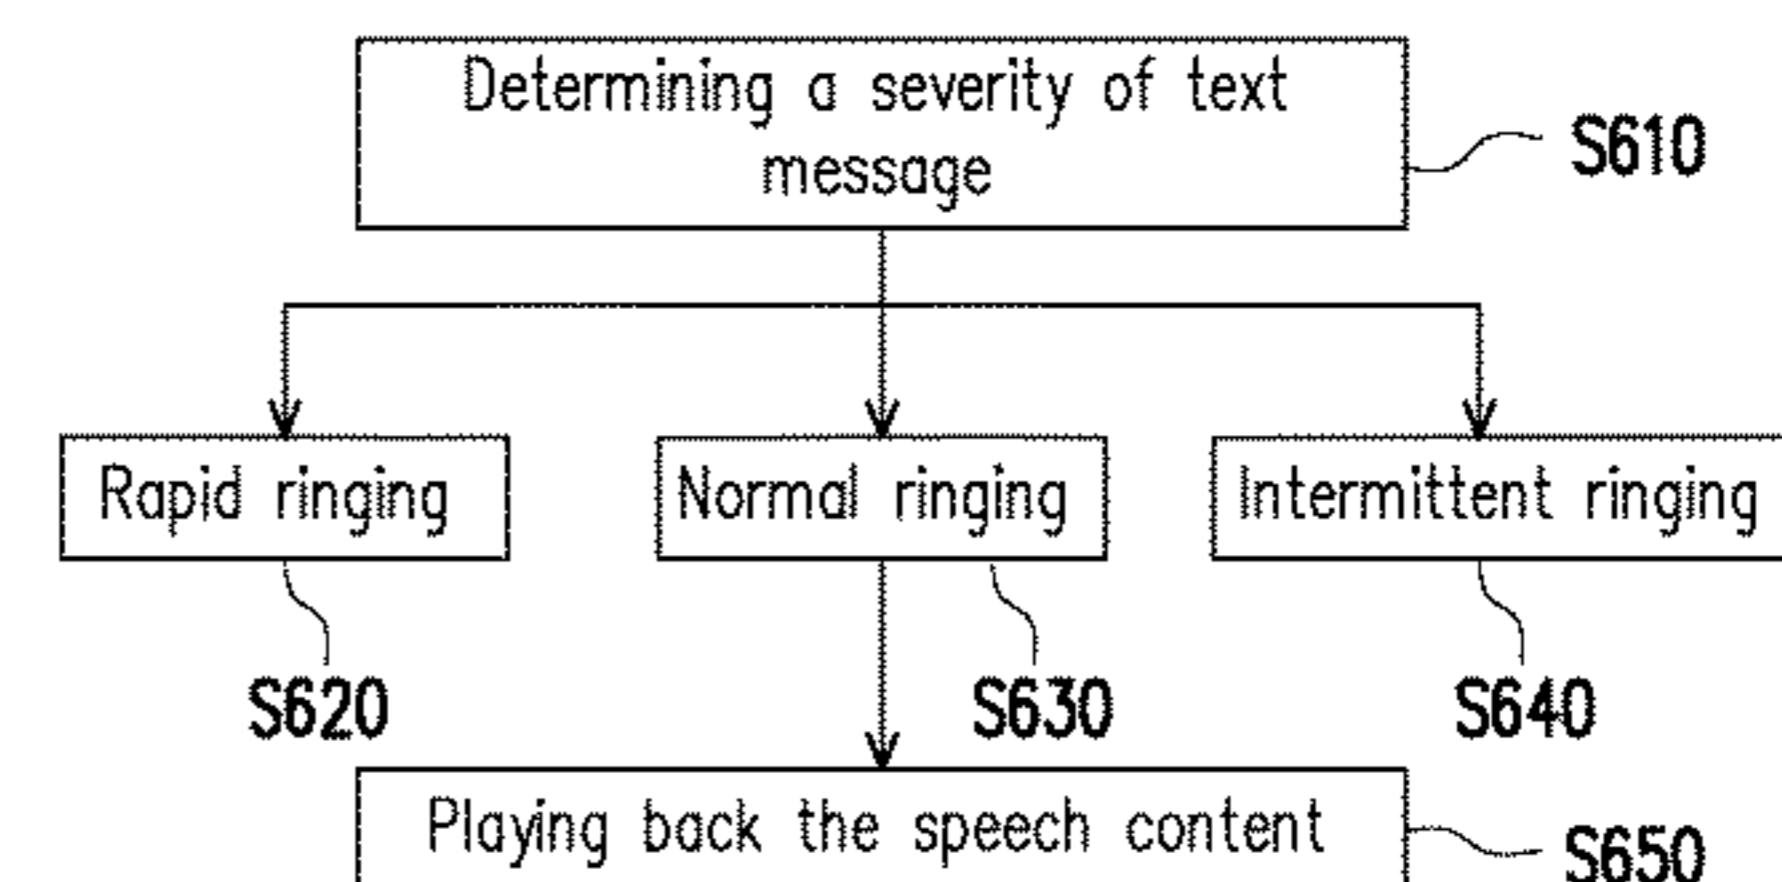 Determining a severity of text
message
S610
Rapid ringing
Normal ringing
Intermittent ringing
S620
S630
S640
Playing back the speech content
S650